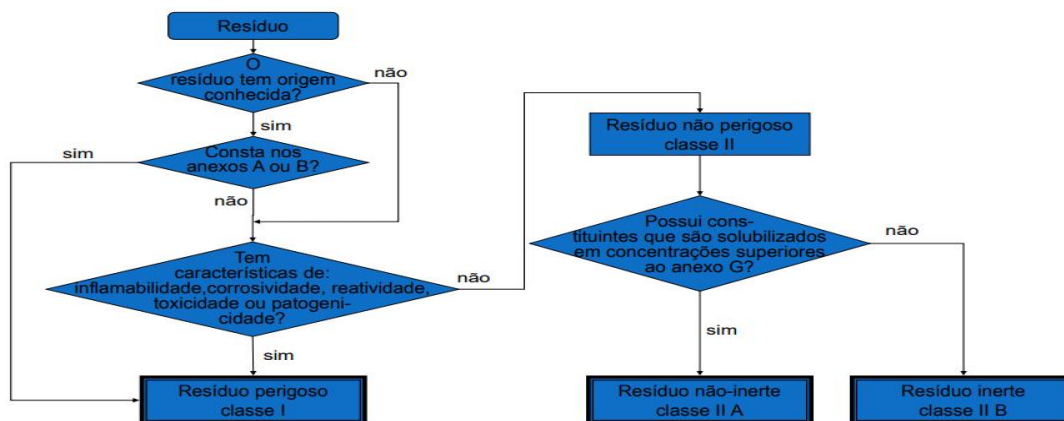 Resíduo
O
resíduo tem origem
conhecida?
não
sim
sim
Consta nos
anexos A ou B?
não
Tem
características de:
inflamabilidade,corrosividade, reatividade,
toxicidade ou patogeni-
cidade?
não
sim
Resíduo perigoso
classe I
Resíduo não perigoso
classe II
Possui cons-
tituintes que são solubilizados
em concentrações superiores
ao anexo G?
não
sim
Resíduo não-inerte
classe II A
Resíduo inerte
classe II B